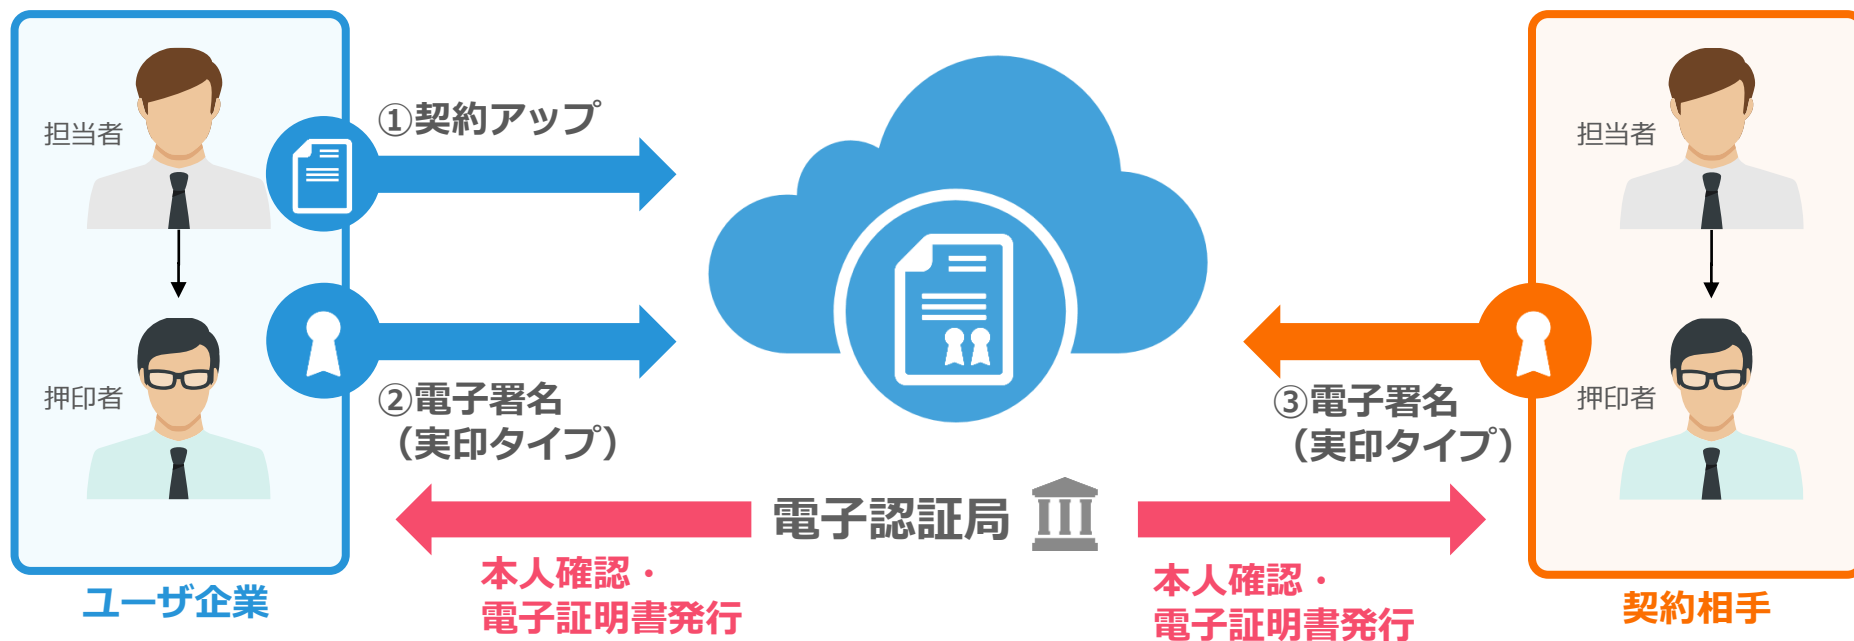 担当者
①契約アップ
押印者
②電子署名
（実印タイプ）
ユーザ企業
電子認証局
本人確認・
電子証明書発行
本人確認・
電子証明書発行
担当者
③電子署名
（実印タイプ）
押印者
契約相手